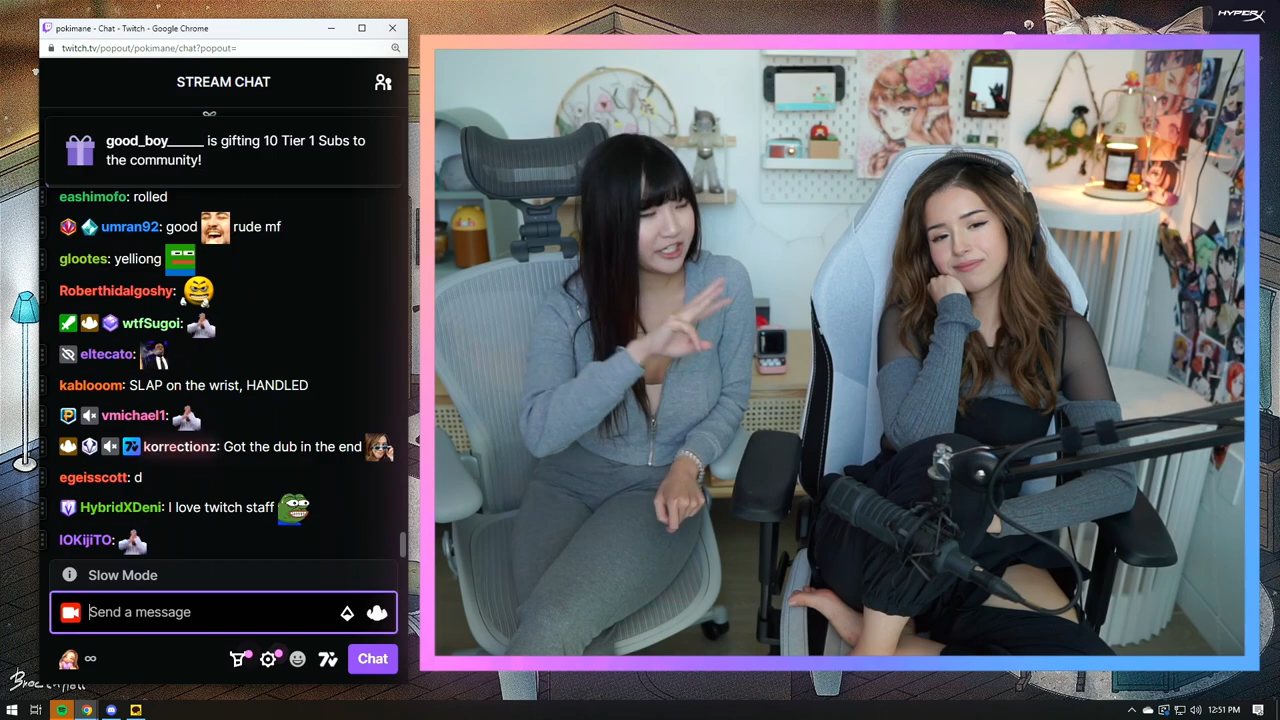 pokimane - Chat - Twitch - Google Chrome
twitch.tv/popout/pokimane/chat?popout=
STREAM CHAT
good_boy______ is gifting 10 Tier 1 Subs to
the community!
eashimofo: rolled
umran92: good rude mf
glootes: yelliong
Roberthidalgoshy:
wtfSugoi:
eltecato:
kablooom: SLAP on the wrist, HANDLED
vmichael1:
korrectionz: Got the dub in the end
egeisscott: d
HybridXDeni: I love twitch staff
IOKijiTO:
Slow Mode
Send a message
Chat
HYPERX
12:51 PM